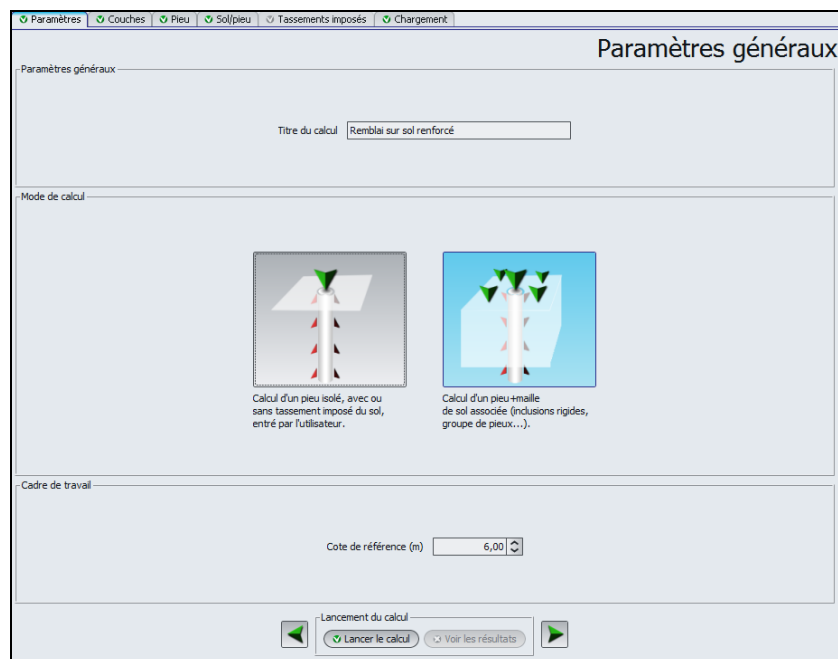 Paramètres Couches Pieu Sol/pieu Tassements imposés Chargement
Paramètres généraux
Paramètres généraux
Titre du calcul Remblai sur sol renforcé
Mode de calcul
Calcul d'un pieu isolé, avec ou
sans tassement imposé du sol,
entré par l'utilisateur.
Calcul d'un pieu+maille
de sol associée (inclusions rigides,
groupe de pieux...).
Cadre de travail
Cote de référence (m) 6,00
Lancement du calcul
Lancer le calcul Voir les résultats